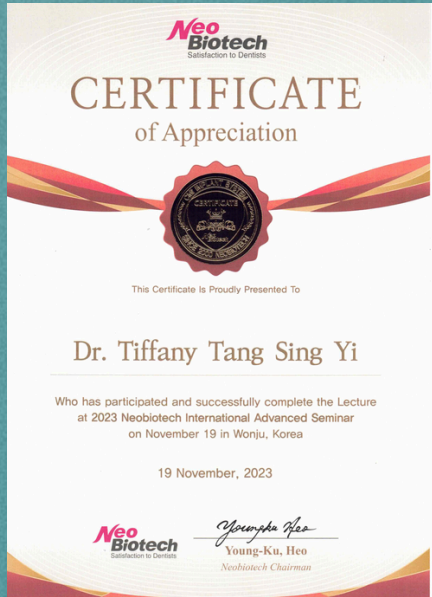 Neo
Biotech
Satisfaction to Dentists
CERTIFICATE
of Appreciation
CERTIFICATE
This Certificate Is Proudly Presented To
Dr. Tiffany Tang Sing Yi
Who has participated and successfully complete the Lecture
at 2023 Neobiotech International Advanced Seminar
on November 19 in Wonju, Korea
19 November, 2023
Neo
Biotech
Satisfaction to Dentists
Young-Ku, Heo
Neobiotech Chairman